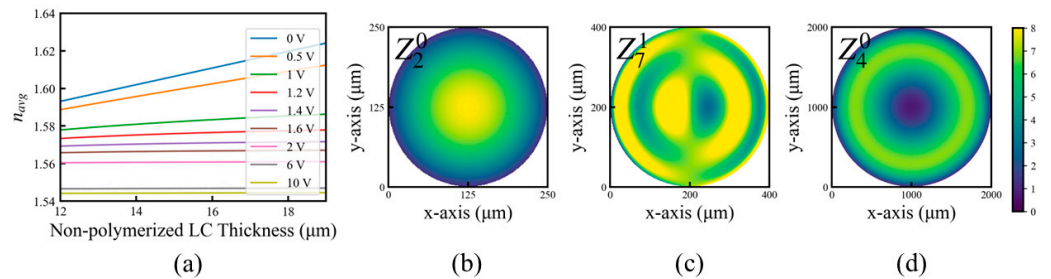 1.64
1.62
1.60
1.58
1.56
1.54
n_avg
0 V
0.5 V
1 V
1.2 V
1.4 V
1.6 V
2 V
6 V
10 V
12 14 16 18
Non-polymerized LC Thickness (μm)
(a)
Z_2^0
250
125
0
y-axis (μm)
0 125 250
x-axis (μm)
(b)
Z_7^1
400
200
0
y-axis (μm)
0 200 400
x-axis (μm)
(c)
Z_4^0
2000
1000
0
y-axis (μm)
0 1000 2000
x-axis (μm)
(d)
8
7
6
5
4
3
2
1
0